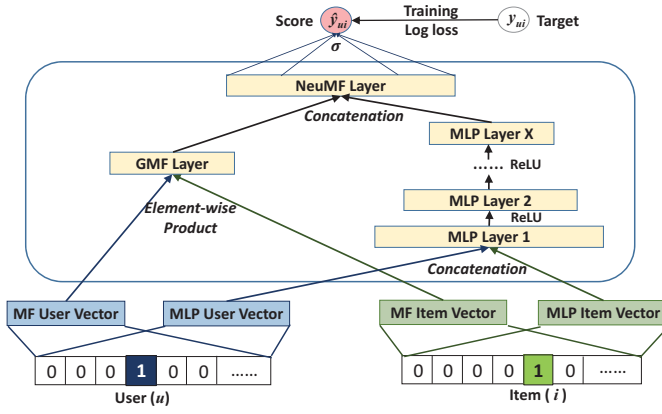 Score
ŷui
Training
Log loss
yui
Target
σ
NeuMF Layer
Concatenation
MLP Layer X
GMF Layer
...... ReLU
MLP Layer 2
Element-wise
Product
ReLU
MLP Layer 1
Concatenation
MF User Vector
MLP User Vector
MF Item Vector
MLP Item Vector
0 0 0 1 0 0 ......
0 0 0 0 1 0 ......
User (u)
Item ( i )